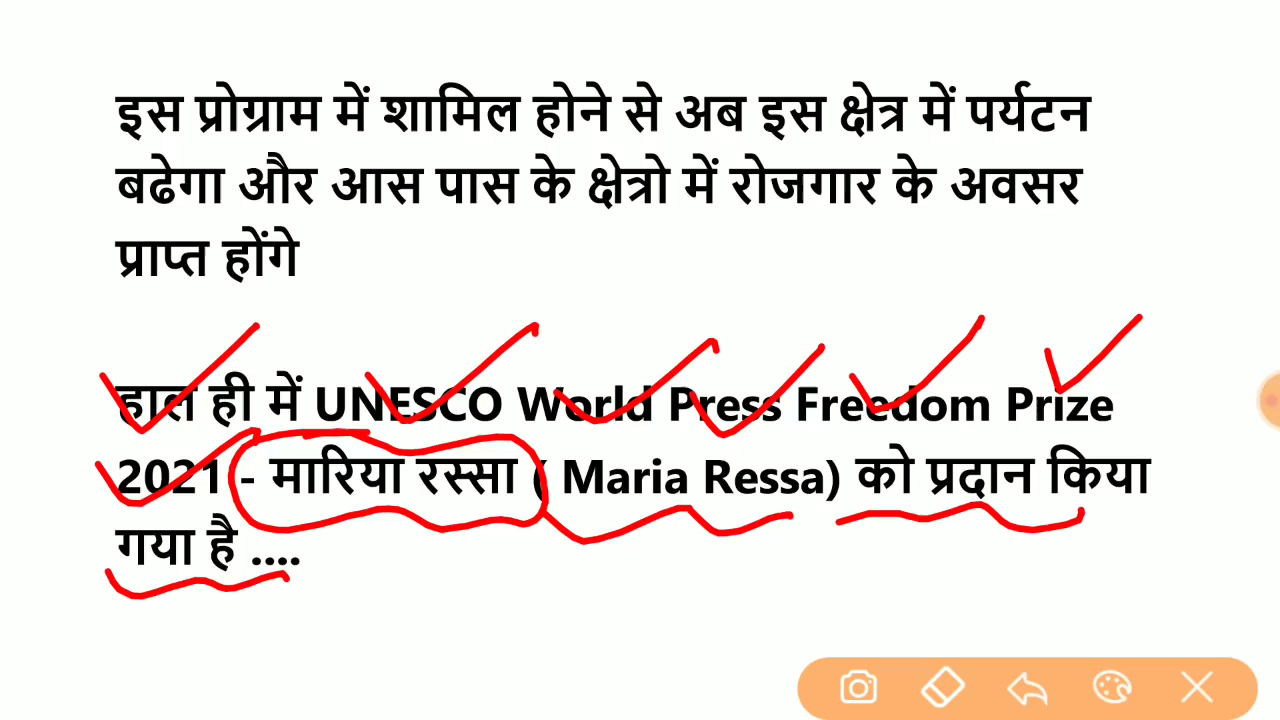 इस प्रोग्राम में शामिल होने से अब इस क्षेत्र में पर्यटन
बढेगा और आस पास के क्षेत्रो में रोजगार के अवसर
प्राप्त होंगे
हाल ही में UNESCO World Press Freedom Prize
2021 - मारिया रस्सा ( Maria Ressa) को प्रदान किया
गया है ....